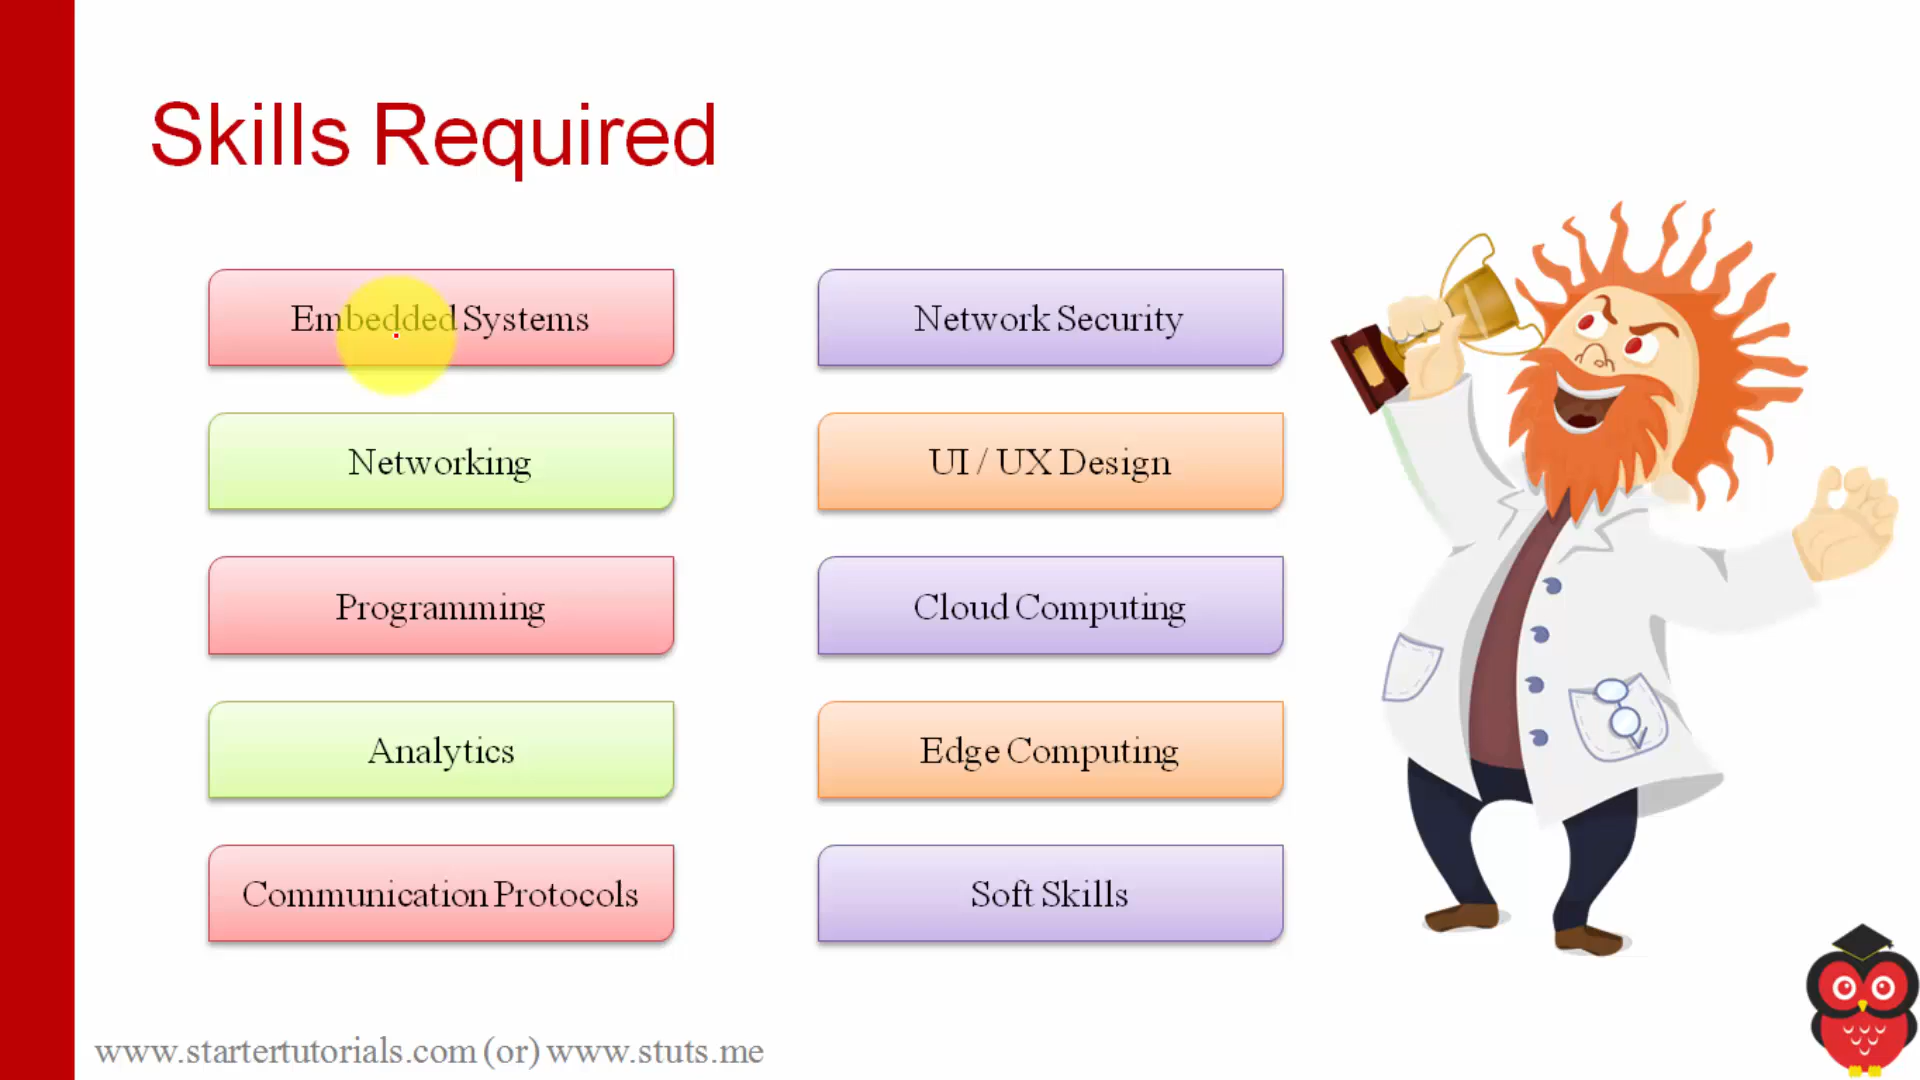 Skills Required
Embedded Systems
Networking
Programming
Analytics
Communication Protocols
Network Security
UI / UX Design
Cloud Computing
Edge Computing
Soft Skills
www.startertutorials.com (or) www.stuts.me